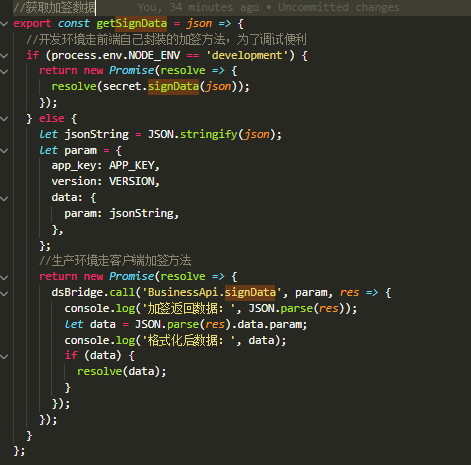 //获取加签数据 You, 34 minutes ago • Uncommitted changes
export const getSignData = json => {
  //开发环境走前端自己封装的加签方法，为了调试便利
  if (process.env.NODE_ENV == 'development') {
    return new Promise(resolve => {
      resolve(secret.signData(json));
    });
  } else {
    let jsonString = JSON.stringify(json);
    let param = {
      app_key: APP_KEY,
      version: VERSION,
      data: {
        param: jsonString,
      },
    };
    //生产环境走客户端加签方法
    return new Promise(resolve => {
      dsBridge.call('BusinessApi.signData', param, res => {
        console.log('加签返回数据：', JSON.parse(res));
        let data = JSON.parse(res).data.param;
        console.log('格式化后数据：', data);
        if (data) {
          resolve(data);
        }
      });
    });
  }
};